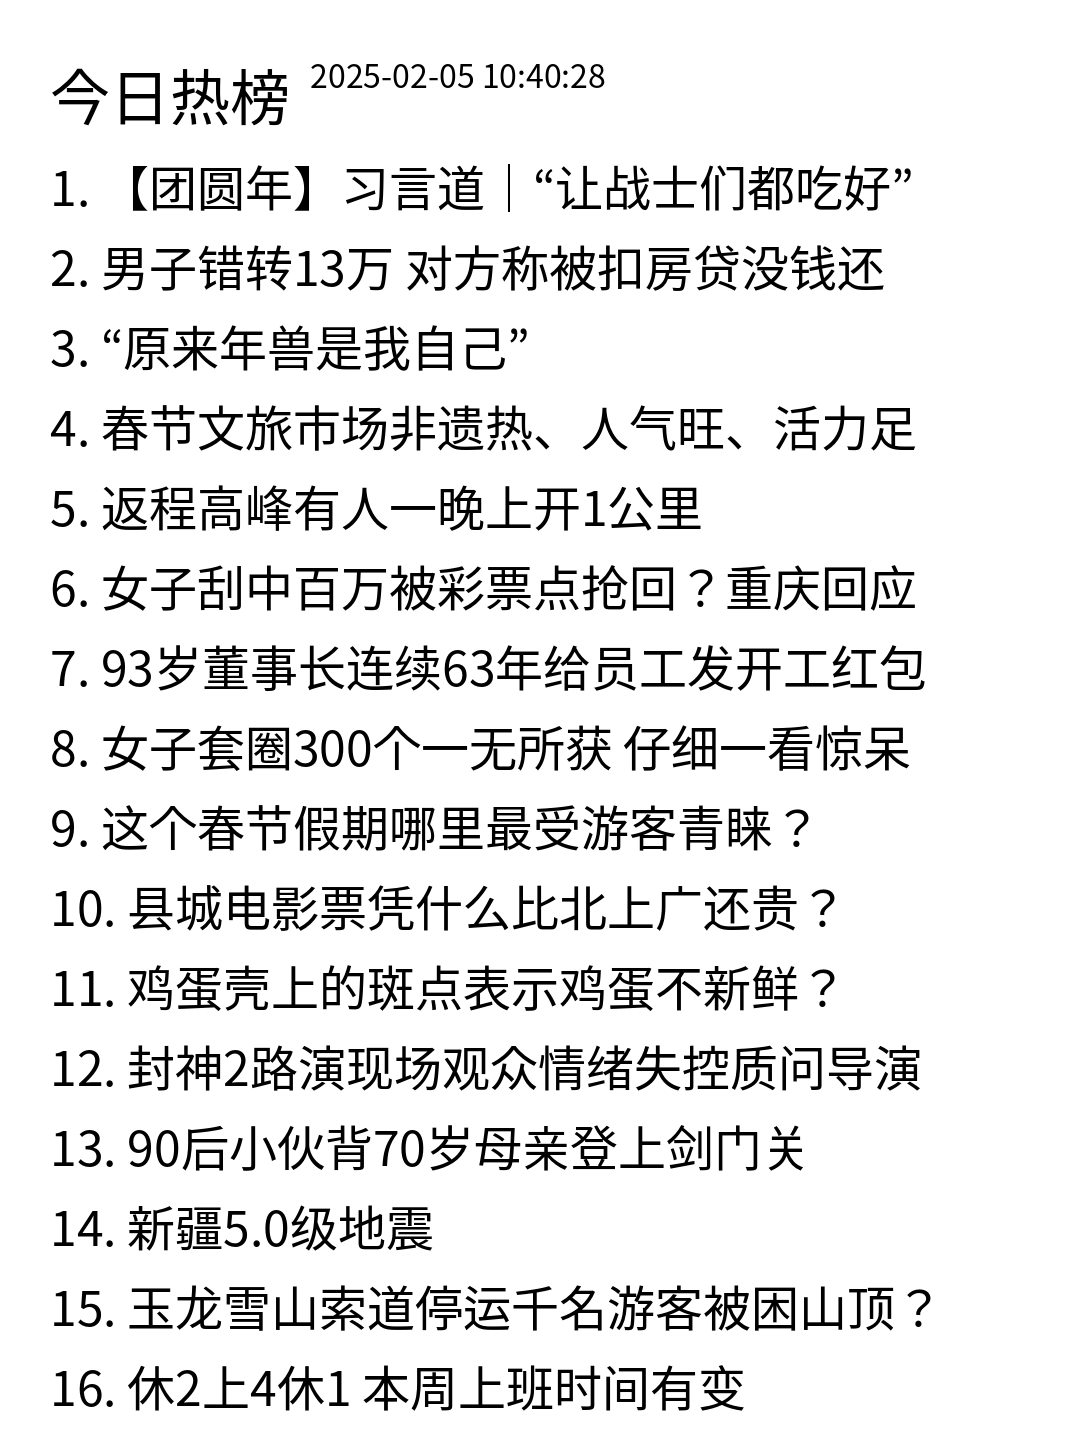 今日热榜 2025-02-05 10:40:28
1. 【团圆年】习言道｜“让战士们都吃好”
2. 男子错转13万 对方称被扣房贷没钱还
3. “原来年兽是我自己”
4. 春节文旅市场非遗热、人气旺、活力足
5. 返程高峰有人一晚上开1公里
6. 女子刮中百万被彩票点抢回？重庆回应
7. 93岁董事长连续63年给员工发开工红包
8. 女子套圈300个一无所获 仔细一看惊呆
9. 这个春节假期哪里最受游客青睐？
10. 县城电影票凭什么比北上广还贵？
11. 鸡蛋壳上的斑点表示鸡蛋不新鲜？
12. 封神2路演现场观众情绪失控质问导演
13. 90后小伙背70岁母亲登上剑门关
14. 新疆5.0级地震
15. 玉龙雪山索道停运千名游客被困山顶？
16. 休2上4休1 本周上班时间有变